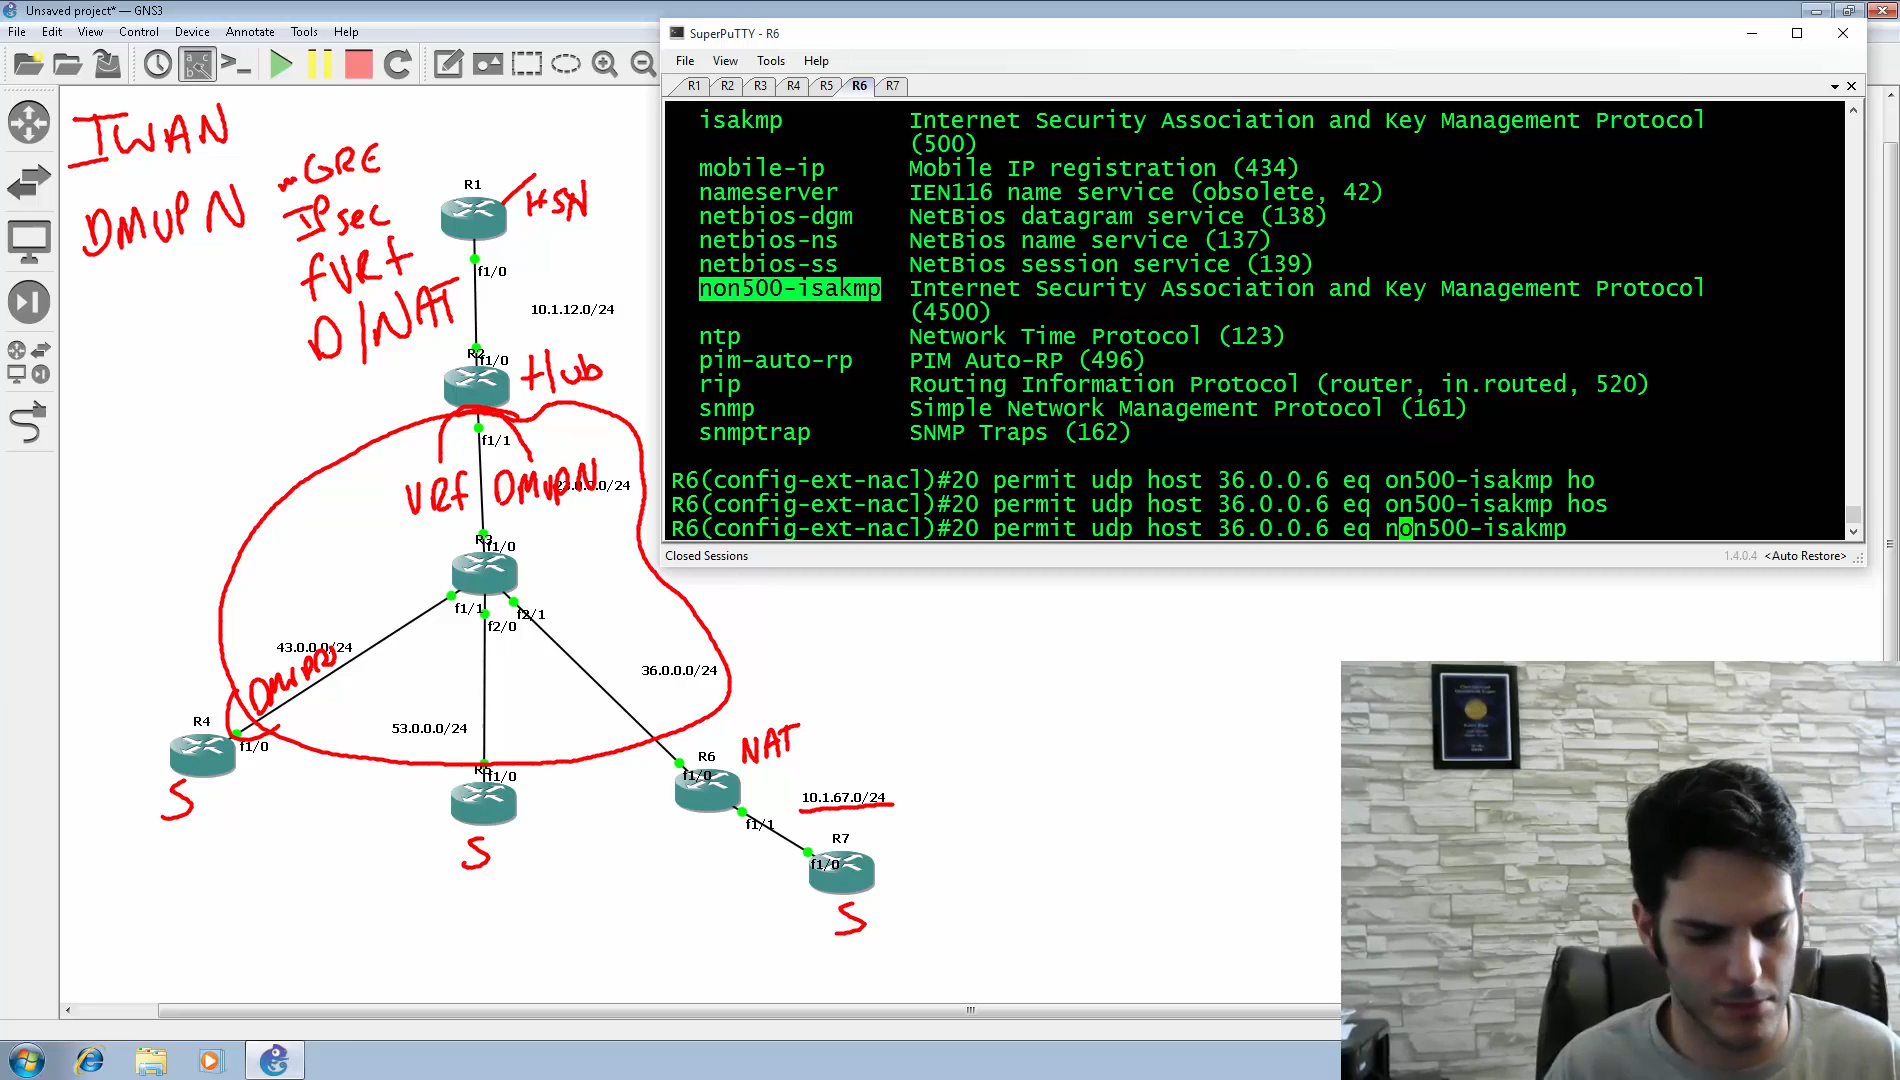 Unsaved project* — GNS3
File Edit View Control Device Annotate Tools Help
SuperPuTTY - R6
File View Tools Help
R1 R2 R3 R4 R5 R6 R7
isakmp Internet Security Association and Key Management Protocol
(500)
mobile-ip Mobile IP registration (434)
nameserver IEN116 name service (obsolete, 42)
netbios-dgm NetBios datagram service (138)
netbios-ns NetBios name service (137)
netbios-ss NetBios session service (139)
non500-isakmp Internet Security Association and Key Management Protocol
(4500)
ntp Network Time Protocol (123)
pim-auto-rp PIM Auto-RP (496)
rip Routing Information Protocol (router, in.routed, 520)
snmp Simple Network Management Protocol (161)
snmptrap SNMP Traps (162)
R6(config-ext-nacl)#20 permit udp host 36.0.0.6 eq on500-isakmp ho
R6(config-ext-nacl)#20 permit udp host 36.0.0.6 eq on500-isakmp hos
R6(config-ext-nacl)#20 permit udp host 36.0.0.6 eq non500-isakmp
Closed Sessions
1.4.0.4 <Auto Restore>
IWAN
DMVPN
mGRE
IPsec
fVRf
D/NAT
R1
f1/0
10.1.12.0/24
R2
f1/0
Hub
f1/1
VRf DMVPN
f1/0
R3
f1/1
f2/1
f2/0
43.0.0.0/24
36.0.0.0/24
53.0.0.0/24
R4
f1/0
S
f1/0
S
NAT
R6
f1/0
10.1.67.0/24
f1/1
R7
f1/0
S